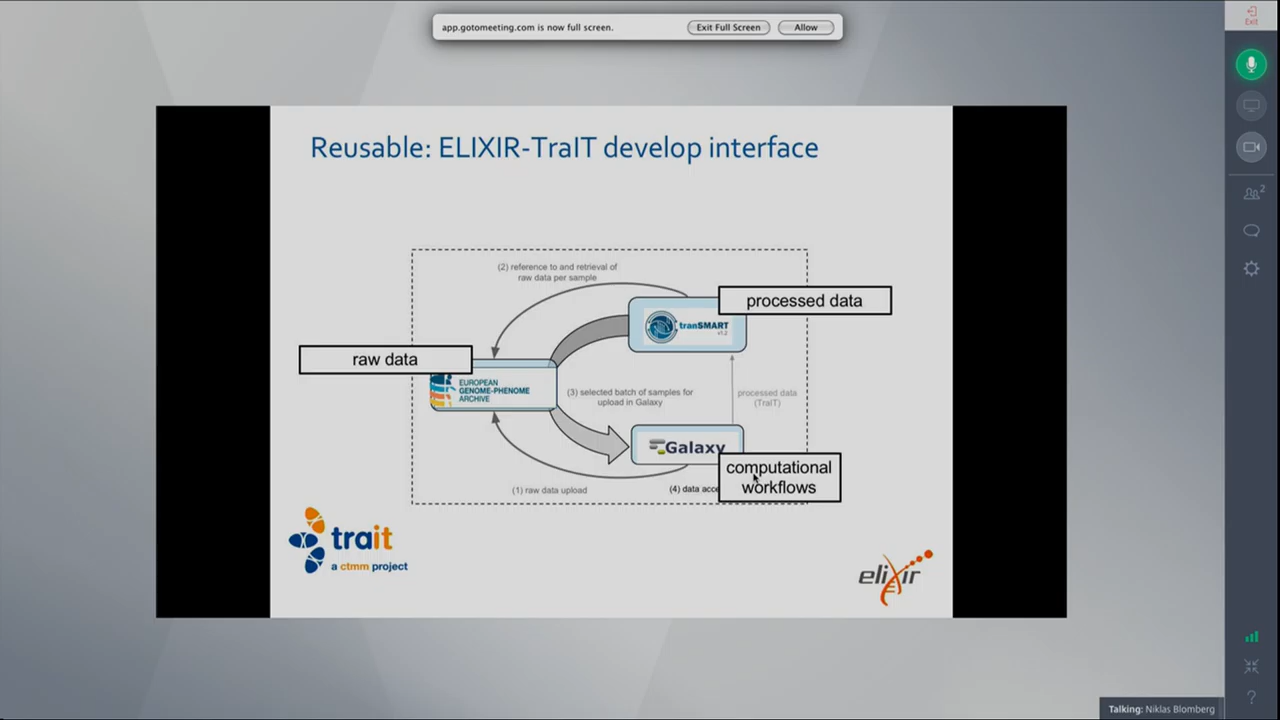 app.gotomeeting.com is now full screen.
Exit Full Screen
Allow
Exit
Reusable: ELIXIR-TraIT develop interface
(2) reference to and retrieval of
raw data per sample
processed data
tranSMART
v1.2
raw data
EUROPEAN
GENOME-PHENOME
ARCHIVE
(3) selected batch of samples for
upload in Galaxy
processed data
(TraIT)
Galaxy
computational
workflows
(1) raw data upload
(4) data
trait
a ctmm project
elixir
2
?
Talking: Niklas Blomberg